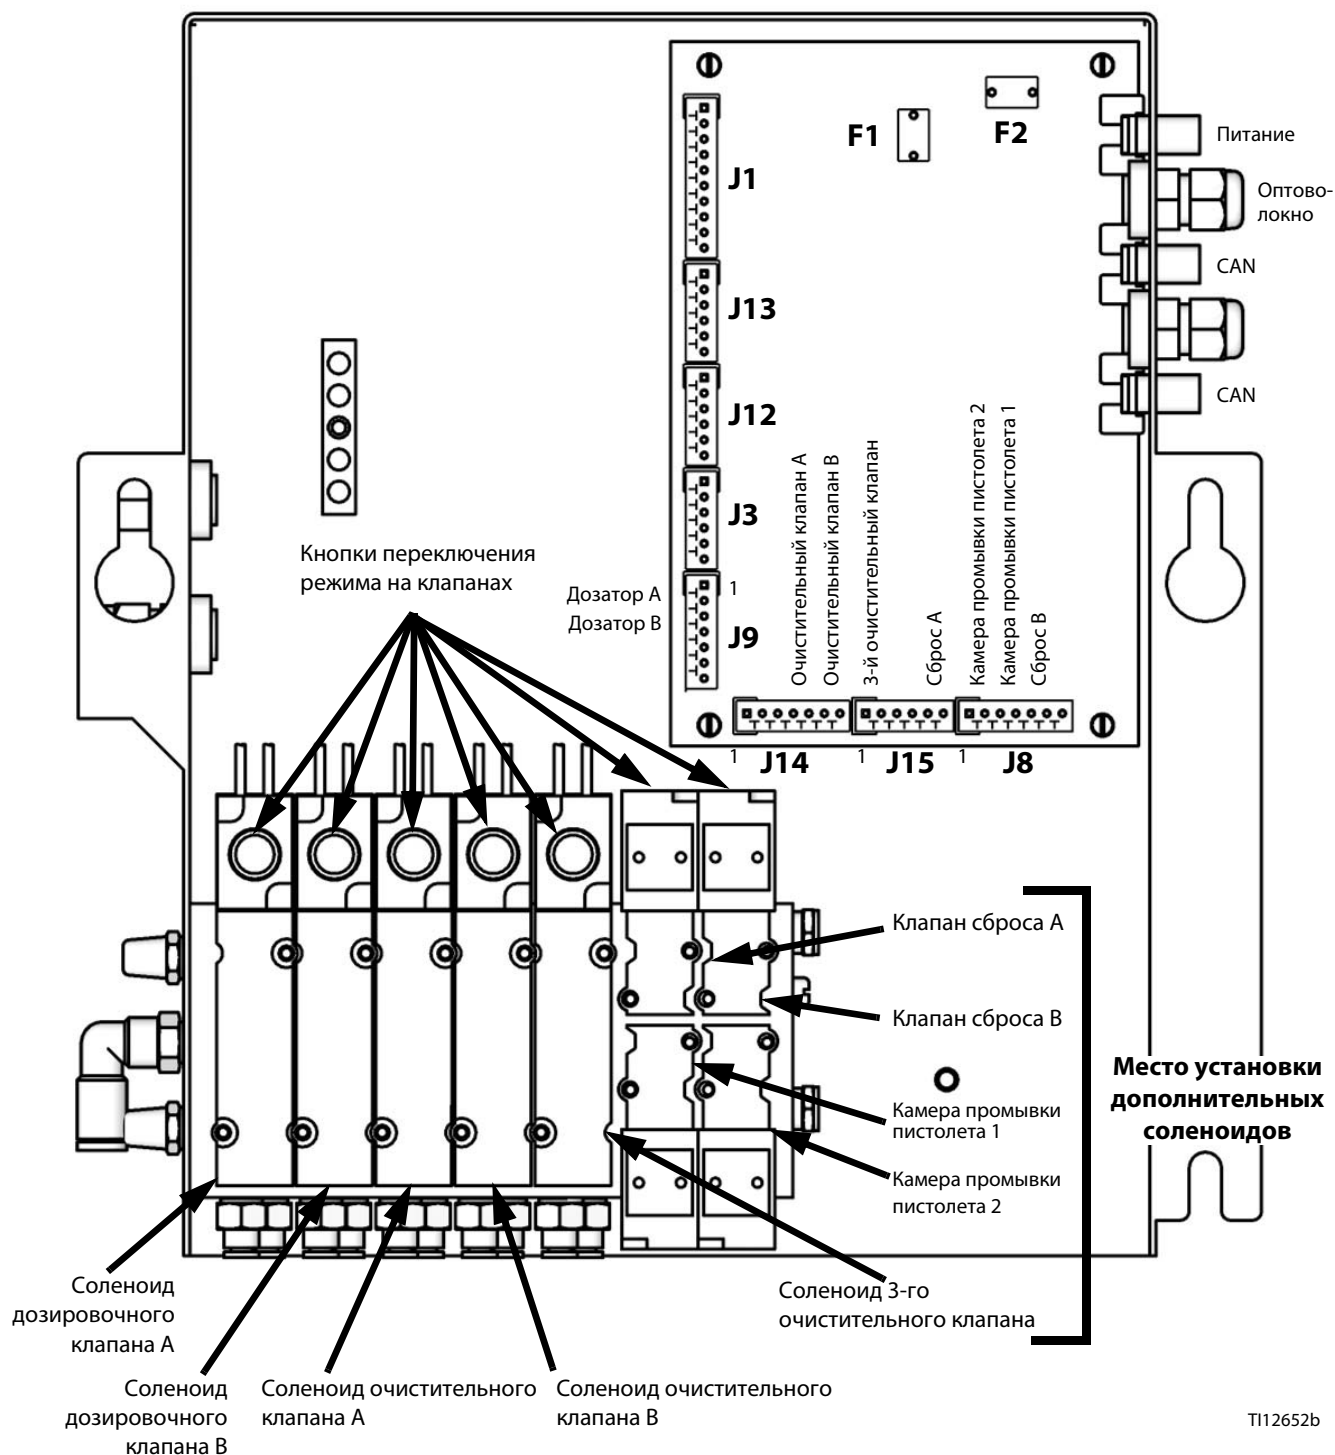 F1
F2
Питание
J1
Оптово-
локно
CAN
J13
CAN
J12
J3
Очистительный клапан A
Очистительный клапан B
3-й очистительный клапан
Сброс A
Камера промывки пистолета 2
Камера промывки пистолета 1
Сброс B
Кнопки переключения
режима на клапанах
Дозатор A
Дозатор B
1
J9
1
J14
1
J15
1
J8
Клапан сброса A
Клапан сброса B
Место установки
дополнительных
соленоидов
Камера промывки
пистолета 1
Камера промывки
пистолета 2
Соленоид 3-го
очистительного клапана
Соленоид
дозировочного
клапана A
Соленоид
дозировочного
клапана B
Соленоид очистительного
клапана A
Соленоид очистительного
клапана B
TI12652b